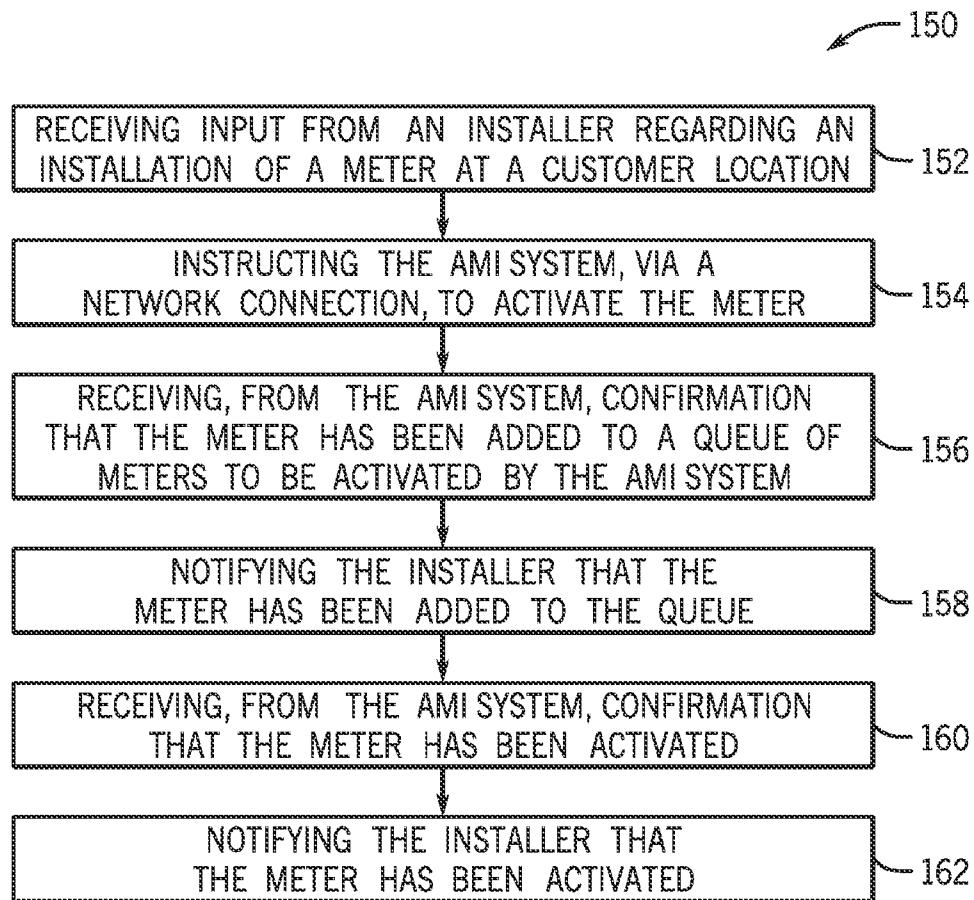 150
RECEIVING INPUT FROM AN INSTALLER REGARDING AN
INSTALLATION OF A METER AT A CUSTOMER LOCATION
152
INSTRUCTING THE AMI SYSTEM, VIA A
NETWORK CONNECTION, TO ACTIVATE THE METER
154
RECEIVING, FROM THE AMI SYSTEM, CONFIRMATION
THAT THE METER HAS BEEN ADDED TO A QUEUE OF
METERS TO BE ACTIVATED BY THE AMI SYSTEM
156
NOTIFYING THE INSTALLER THAT THE
METER HAS BEEN ADDED TO THE QUEUE
158
RECEIVING, FROM THE AMI SYSTEM, CONFIRMATION
THAT THE METER HAS BEEN ACTIVATED
160
NOTIFYING THE INSTALLER THAT
THE METER HAS BEEN ACTIVATED
162